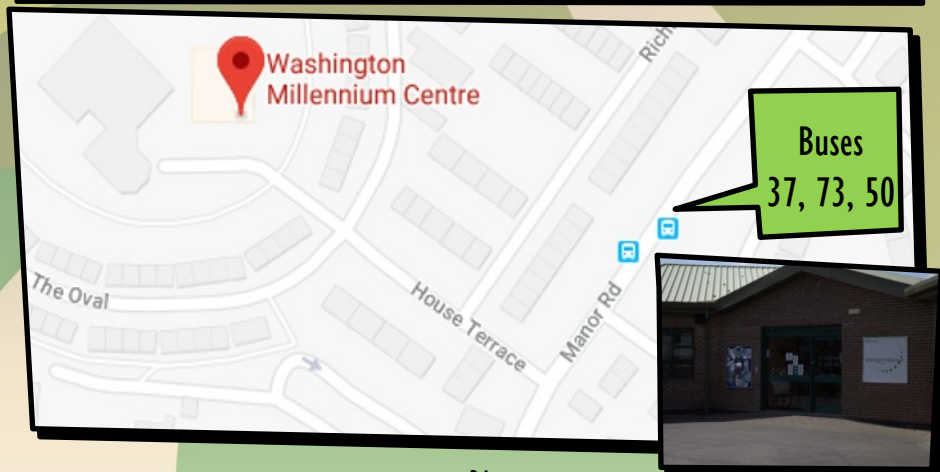 Washington
Millennium Centre
Rich
Buses
37, 73, 50
The Oval
House Terrace
Manor Rd